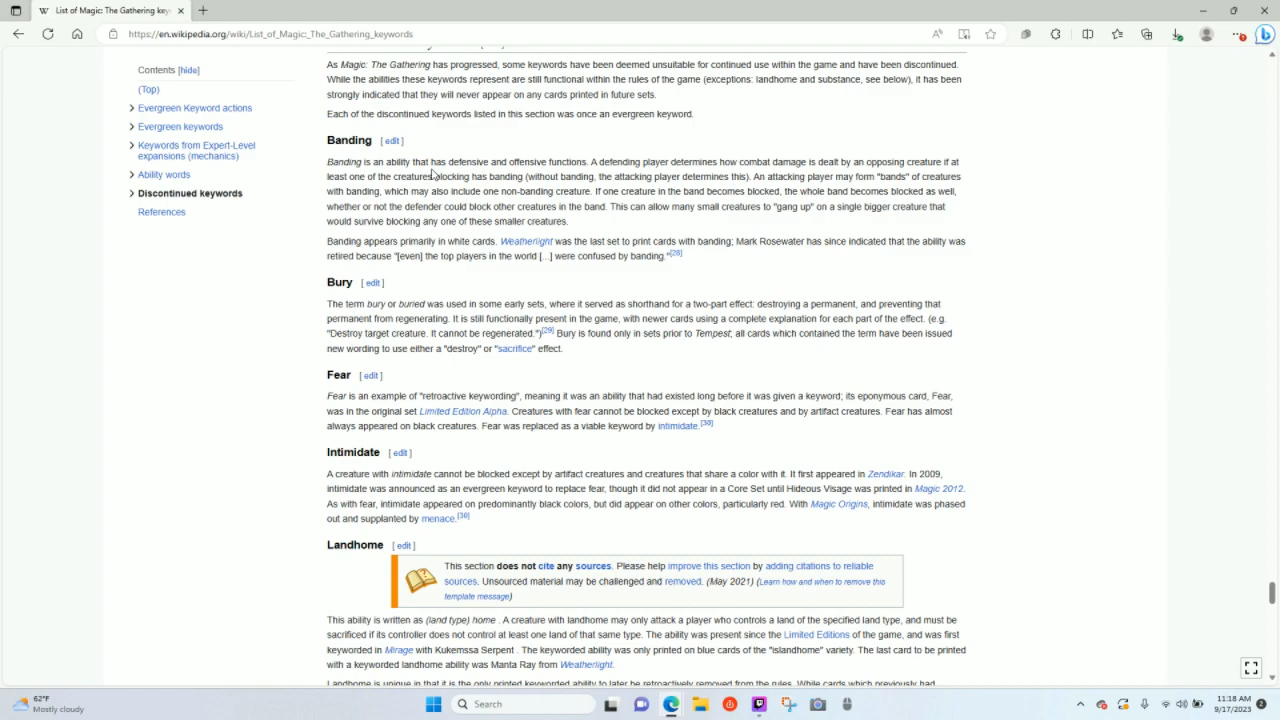 List of Magic: The Gathering key
https://en.wikipedia.org/wiki/List_of_Magic:_The_Gathering_keywords
Contents [hide]
(Top)
Evergreen Keyword actions
Evergreen keywords
Keywords from Expert-Level
expansions (mechanics)
Ability words
Discontinued keywords
References
As Magic: The Gathering has progressed, some keywords have been deemed unsuitable for continued use within the game and have been discontinued.
While the abilities these keywords represent are still functional within the rules of the game (exceptions: landhome and substance, see below), it has been
strongly indicated that they will never appear on any cards printed in future sets.
Each of the discontinued keywords listed in this section was once an evergreen keyword.
Banding [ edit ]
Banding is an ability that has defensive and offensive functions. A defending player determines how combat damage is dealt by an opposing creature if at
least one of the creatures blocking has banding (without banding, the attacking player determines this). An attacking player may form "bands" of creatures
with banding, which may also include one non-banding creature. If one creature in the band becomes blocked, the whole band becomes blocked as well,
whether or not the defender could block other creatures in the band. This can allow many small creatures to "gang up" on a single bigger creature that
would survive blocking any one of these smaller creatures.
Banding appears primarily in white cards. Weatherlight was the last set to print cards with banding; Mark Rosewater has since indicated that the ability was
retired because "[even] the top players in the world [...] were confused by banding."[28]
Bury [ edit ]
The term bury or buried was used in some early sets, where it served as shorthand for a two-part effect: destroying a permanent, and preventing that
permanent from regenerating. It is still functionally present in the game, with newer cards using a complete explanation for each part of the effect. (e.g.
"Destroy target creature. It cannot be regenerated.")[29] Bury is found only in sets prior to Tempest; all cards which contained the term have been issued
new wording to use either a "destroy" or "sacrifice" effect.
Fear [ edit ]
Fear is an example of "retroactive keywording", meaning it was an ability that had existed long before it was given a keyword; its eponymous card, Fear,
was in the original set Limited Edition Alpha. Creatures with fear cannot be blocked except by black creatures and by artifact creatures. Fear has almost
always appeared on black creatures. Fear was replaced as a viable keyword by intimidate.[30]
Intimidate [ edit ]
A creature with intimidate cannot be blocked except by artifact creatures and creatures that share a color with it. It first appeared in Zendikar. In 2009,
intimidate was announced as an evergreen keyword to replace fear, though it did not appear in a Core Set until Hideous Visage was printed in Magic 2012.
As with fear, intimidate appeared on predominantly black colors, but did appear on other colors, particularly red. With Magic Origins, intimidate was phased
out and supplanted by menace.[30]
Landhome [ edit ]
This section does not cite any sources. Please help improve this section by adding citations to reliable
sources. Unsourced material may be challenged and removed. (May 2021) (Learn how and when to remove this
template message)
This ability is written as (land type) home . A creature with landhome may only attack a player who controls a land of the specified land type, and must be
sacrificed if its controller does not control at least one land of that same type. The ability was present since the Limited Editions of the game, and was first
keyworded in Mirage with Kukemssa Serpent . The keyworded ability was only printed on blue cards of the "islandhome" variety. The last card to be printed
with a keyworded landhome ability was Manta Ray from Weatherlight.
Landhome is unique in that it is the only printed keyworded ability to later be retroactively removed from the rules. While cards which previously had
62°F
Mostly cloudy
Search
11:18 AM
9/17/2023